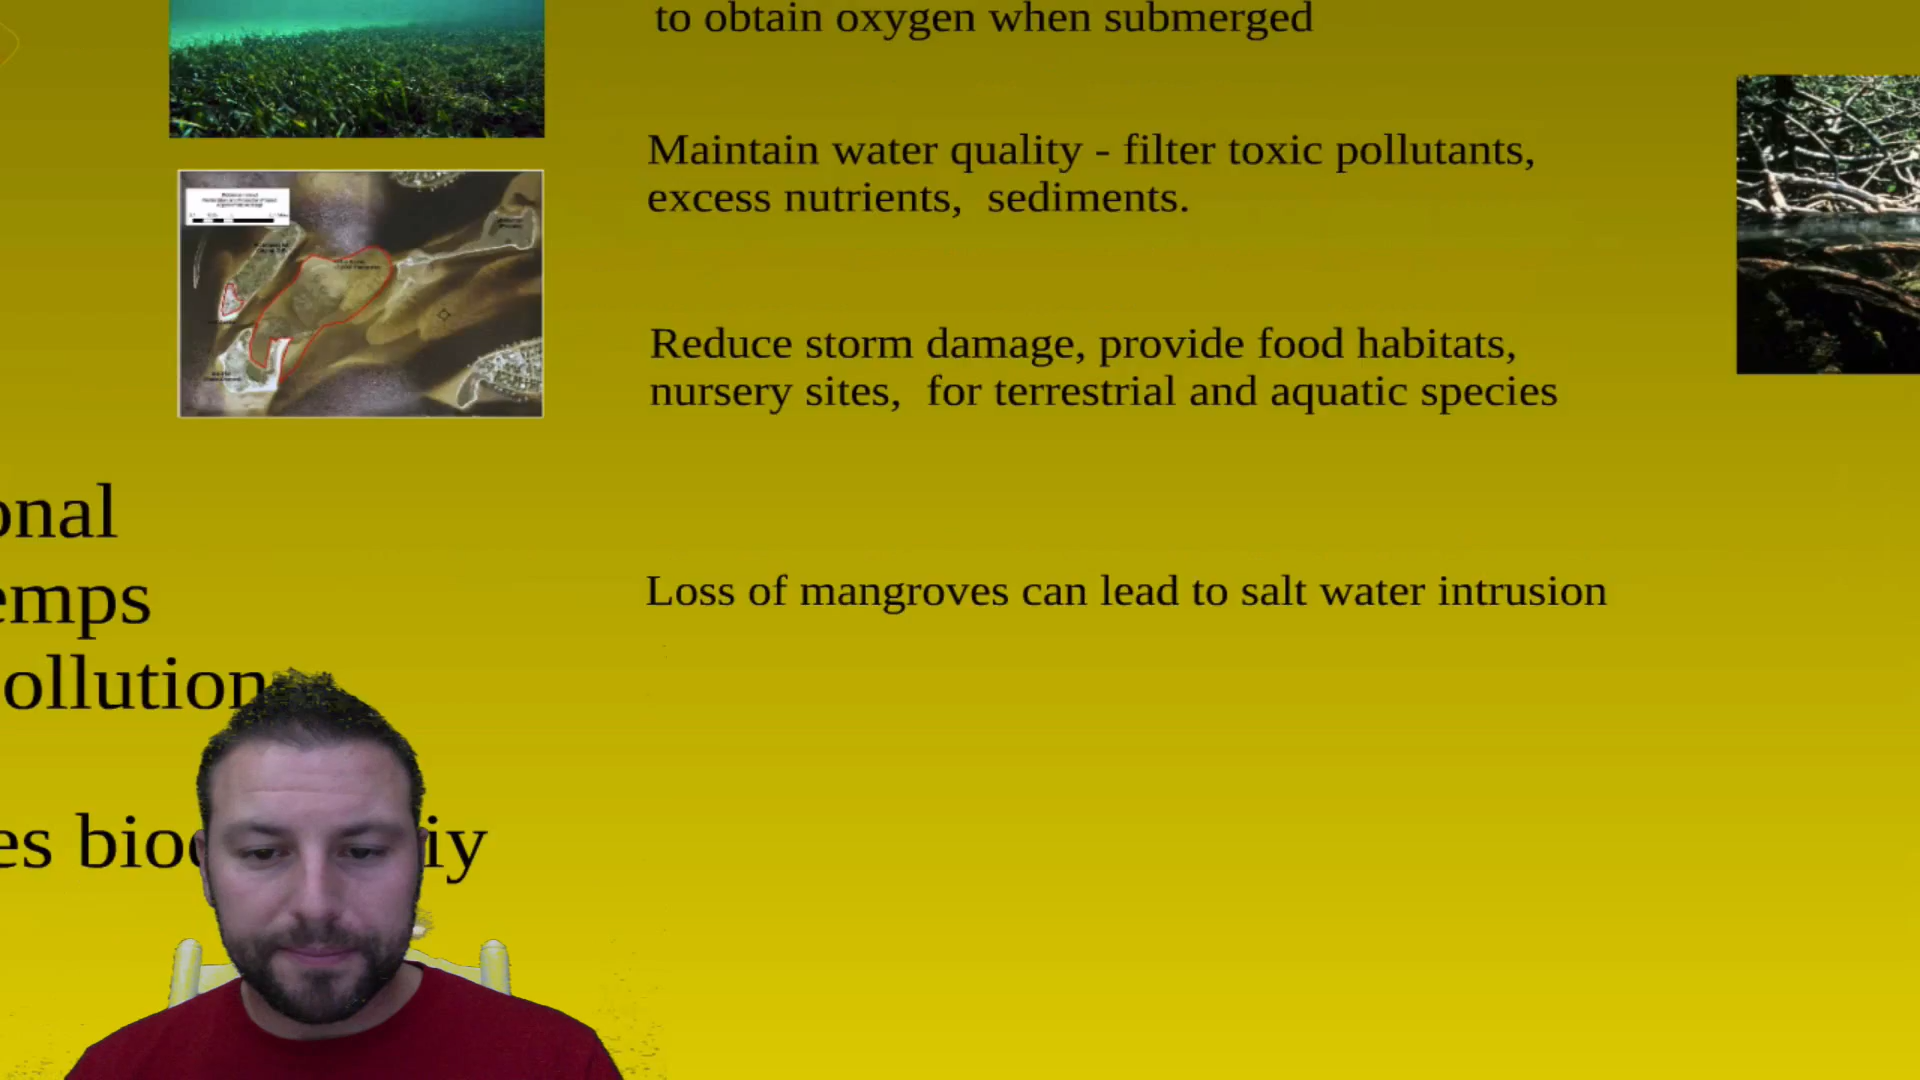 to obtain oxygen when submerged
Maintain water quality - filter toxic pollutants,
excess nutrients, sediments.
Reduce storm damage, provide food habitats,
nursery sites, for terrestrial and aquatic species
onal
emps
ollution
Loss of mangroves can lead to salt water intrusion
es bio iy